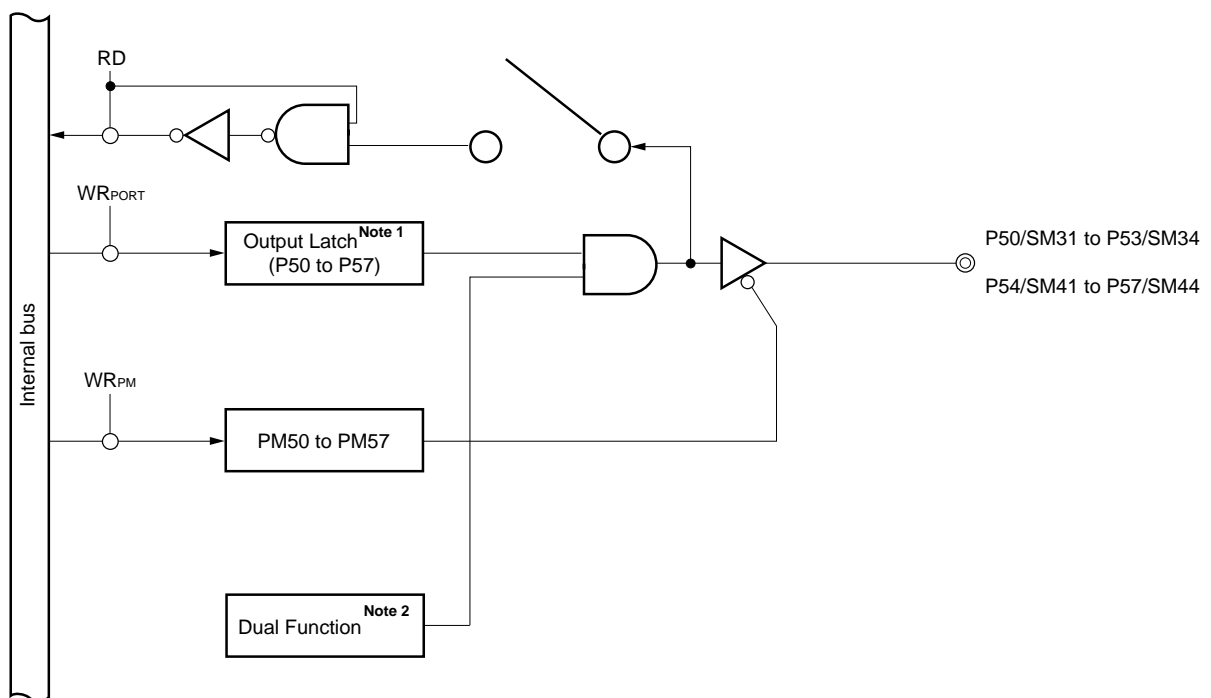 RD
WRPORT
Output Latch Note 1
(P50 to P57)
P50/SM31 to P53/SM34
P54/SM41 to P57/SM44
Internal bus
WRPM
PM50 to PM57
Dual Function Note 2